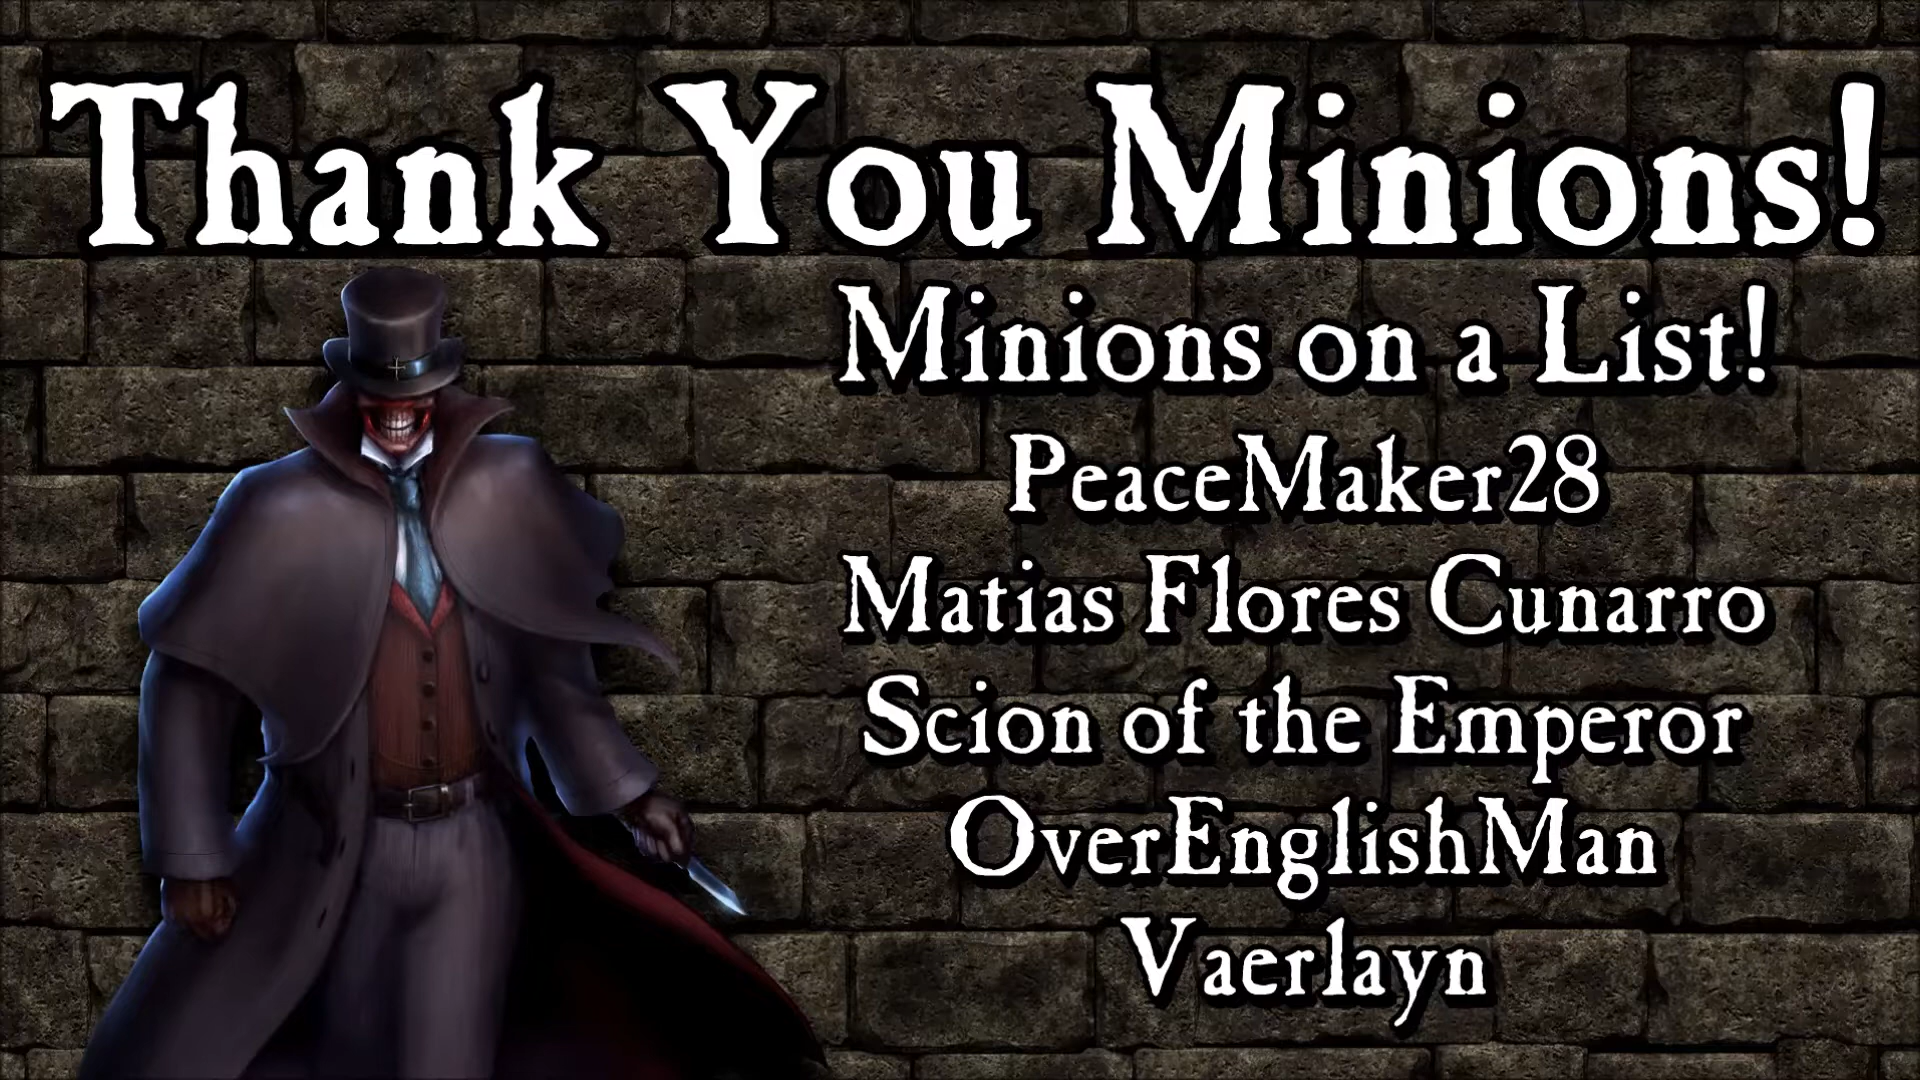 Thank You Minions!
Minions on a List!
PeaceMaker28
Matias Flores Cunarro
Scion of the Emperor
OverEnglishMan
Vaerlayn